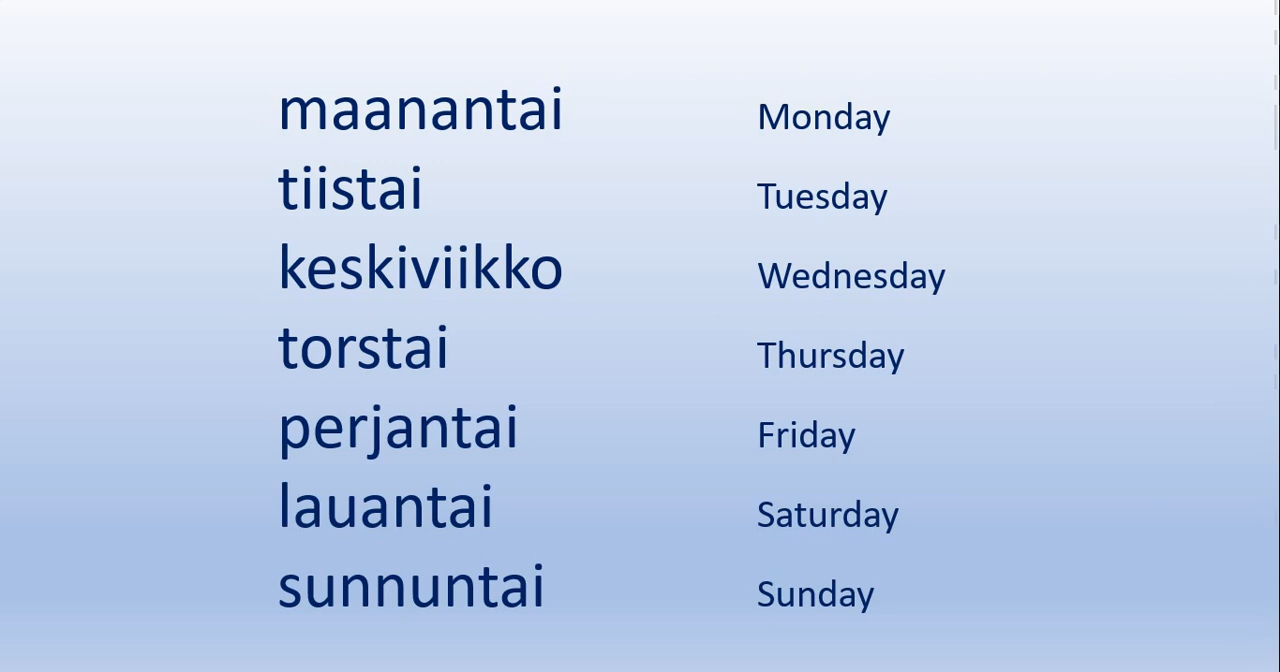 maanantai Monday
tiistai Tuesday
keskiviikko Wednesday
torstai Thursday
perjantai Friday
lauantai Saturday
sunnuntai Sunday